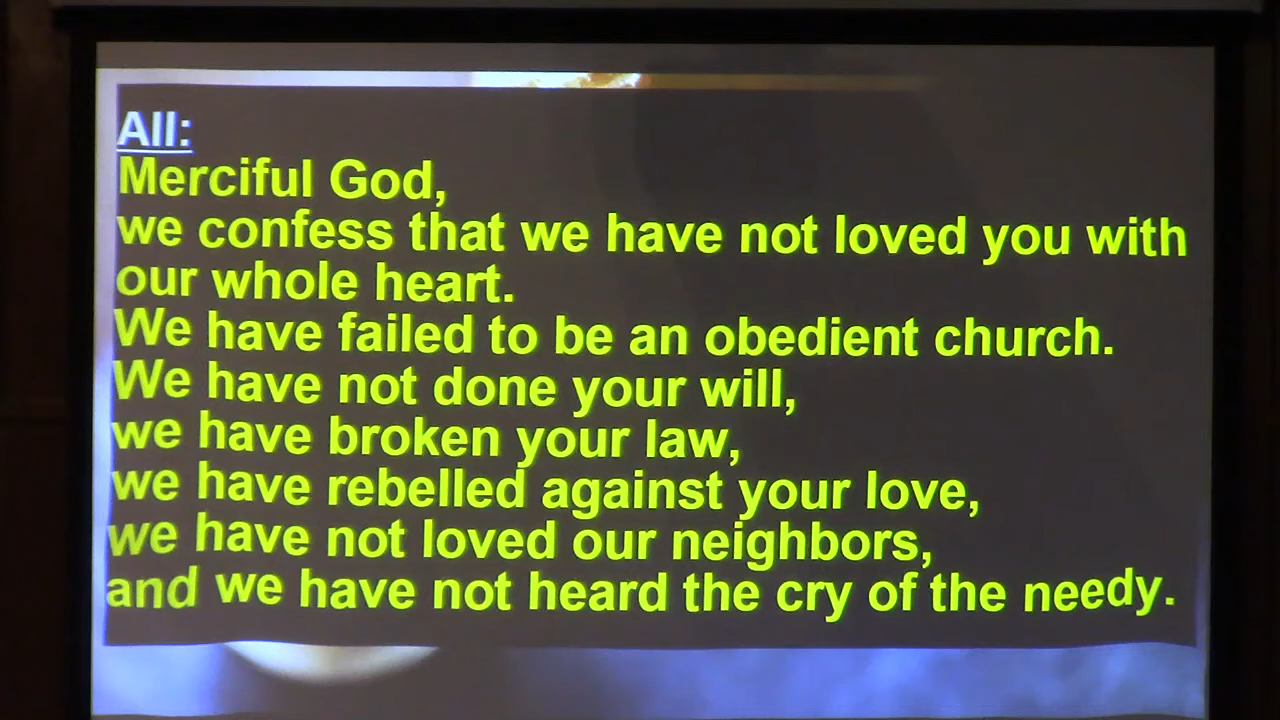 All:
Merciful God,
we confess that we have not loved you with
our whole heart.
We have failed to be an obedient church.
We have not done your will,
we have broken your law,
we have rebelled against your love,
we have not loved our neighbors,
and we have not heard the cry of the needy.